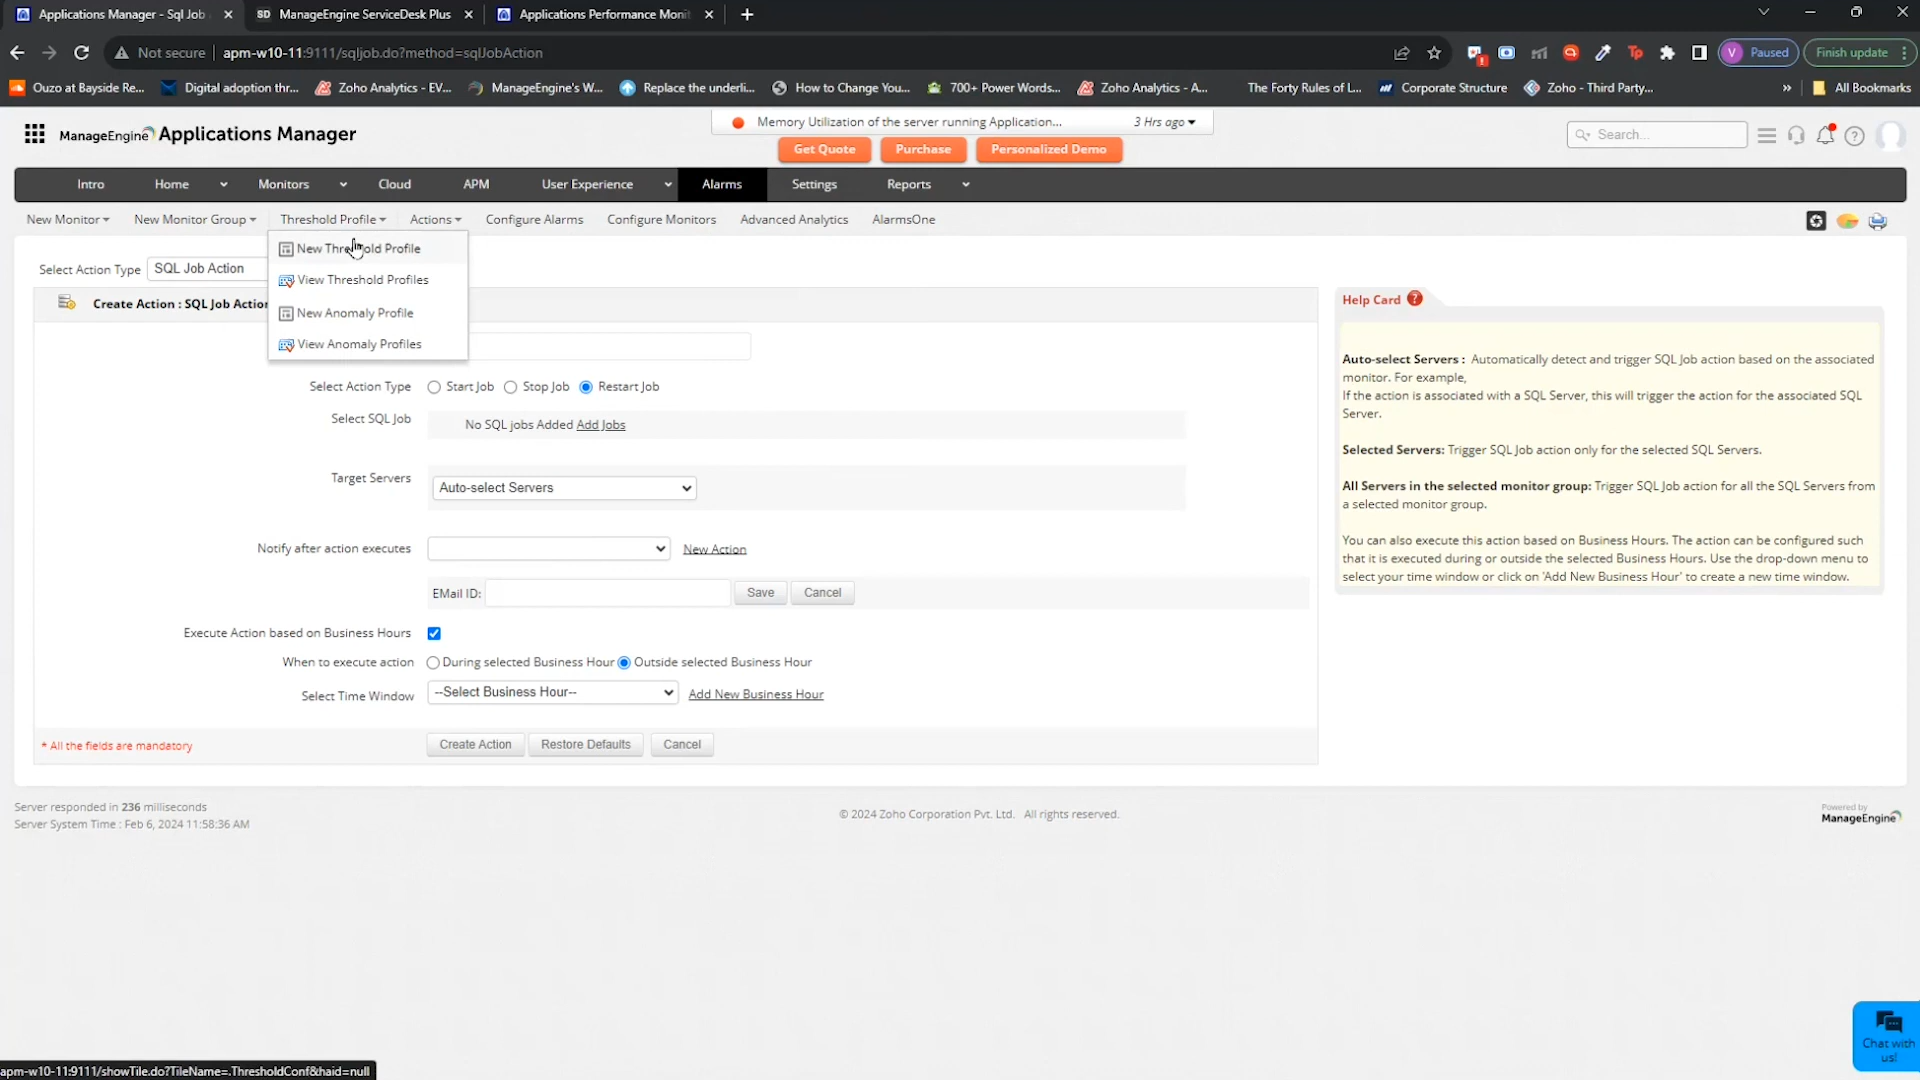 Applications Manager - Sql Job
ManageEngine ServiceDesk Plus
Applications Performance Monit
Not secure
apm-w10-11:9111/sqljob.do?method=sqlJobAction
Paused
Finish update
Ouzo at Bayside Re...
Digital adoption thr...
Zoho Analytics - EV...
ManageEngine's W...
Replace the underli...
How to Change You...
700+ Power Words...
Zoho Analytics - A...
The Forty Rules of L...
Corporate Structure
Zoho - Third Party...
»
All Bookmarks
ManageEngine Applications Manager
Memory Utilization of the server running Application...
3 Hrs ago
Get Quote
Purchase
Personalized Demo
Search...
Intro
Home
Monitors
Cloud
APM
User Experience
Alarms
Settings
Reports
New Monitor
New Monitor Group
Threshold Profile
Actions
Configure Alarms
Configure Monitors
Advanced Analytics
AlarmsOne
New Threshold Profile
View Threshold Profiles
New Anomaly Profile
View Anomaly Profiles
Select Action Type
SQL Job Action
Create Action : SQL Job Action
Select Action Type
Start Job
Stop Job
Restart Job
Select SQL Job
No SQL jobs Added Add Jobs
Target Servers
Auto-select Servers
Notify after action executes
New Action
EMail ID:
Save
Cancel
Execute Action based on Business Hours
When to execute action
During selected Business Hour
Outside selected Business Hour
Select Time Window
--Select Business Hour--
Add New Business Hour
* All the fields are mandatory
Create Action
Restore Defaults
Cancel
Help Card
Auto-select Servers : Automatically detect and trigger SQL Job action based on the associated
monitor. For example,
If the action is associated with a SQL Server, this will trigger the action for the associated SQL
Server.
Selected Servers: Trigger SQL Job action only for the selected SQL Servers.
All Servers in the selected monitor group: Trigger SQL Job action for all the SQL Servers from
a selected monitor group.
You can also execute this action based on Business Hours. The action can be configured such
that it is executed during or outside the selected Business Hours. Use the drop-down menu to
select your time window or click on 'Add New Business Hour' to create a new time window.
Server responded in 236 milliseconds
Server System Time : Feb 6, 2024 11:58:36 AM
© 2024 Zoho Corporation Pvt. Ltd. All rights reserved.
Powered by
ManageEngine
Chat with
us!
apm-w10-11:9111/showTile.do?TileName=.ThresholdConf&haid=null